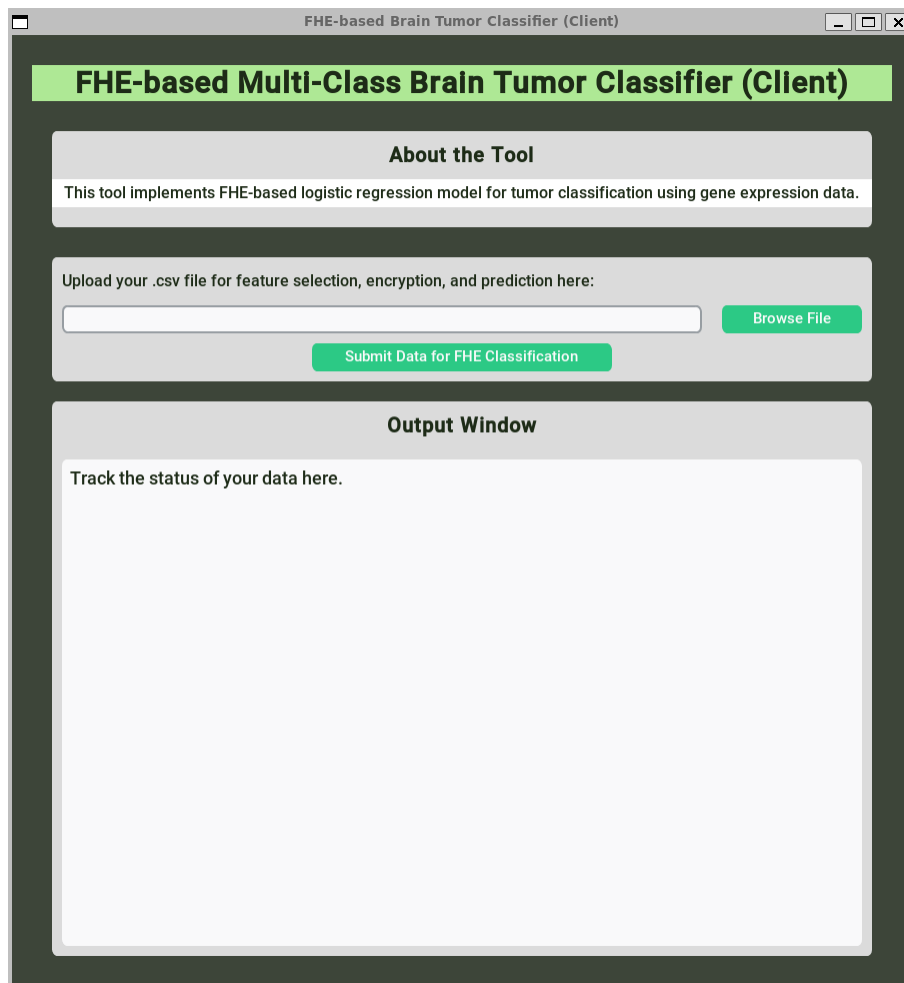 FHE-based Brain Tumor Classifier (Client)
FHE-based Multi-Class Brain Tumor Classifier (Client)
About the Tool
This tool implements FHE-based logistic regression model for tumor classification using gene expression data.
Upload your .csv file for feature selection, encryption, and prediction here:
Browse File
Submit Data for FHE Classification
Output Window
Track the status of your data here.